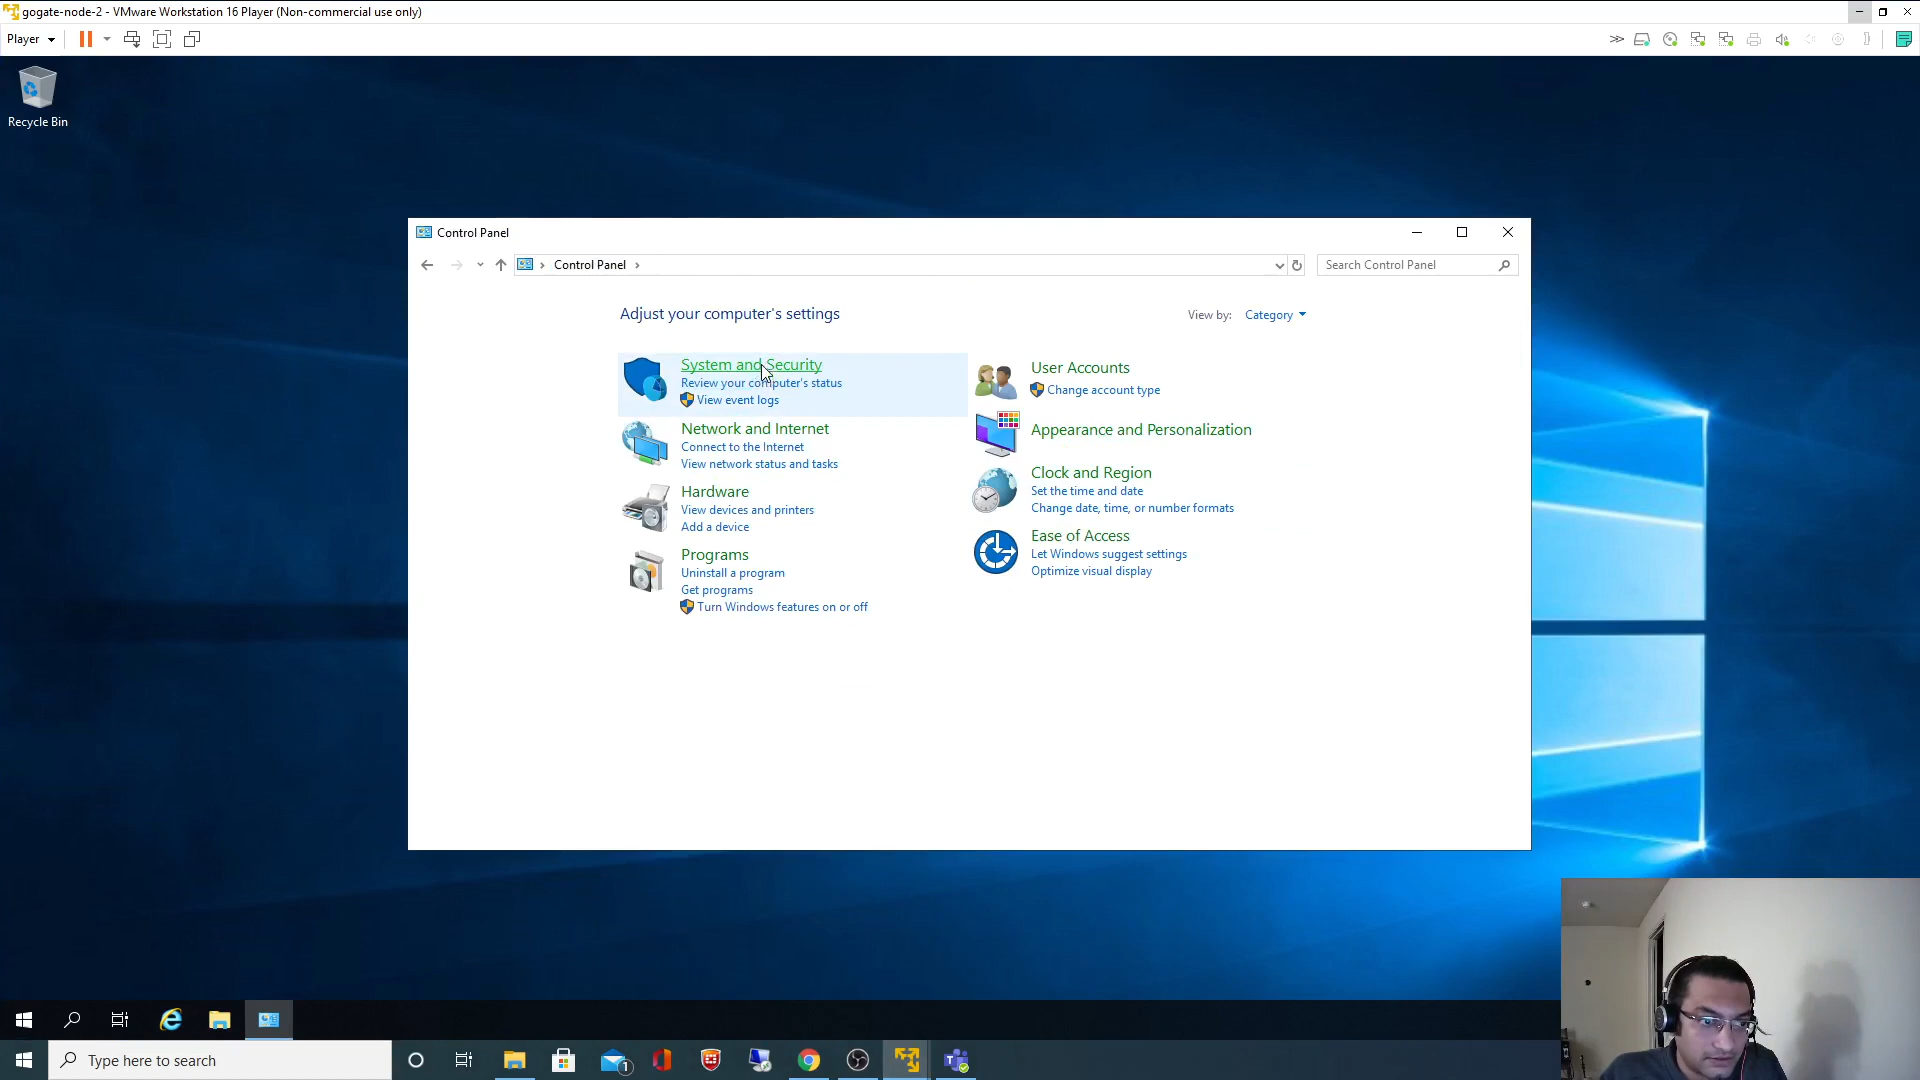 gogate-node-2 - VMware Workstation 16 Player (Non-commercial use only)
Player
Recycle Bin
Control Panel
Control Panel
Search Control Panel
Adjust your computer's settings
View by: Category
System and Security
Review your computer's status
View event logs
Network and Internet
Connect to the Internet
View network status and tasks
Hardware
View devices and printers
Add a device
Programs
Uninstall a program
Get programs
Turn Windows features on or off
User Accounts
Change account type
Appearance and Personalization
Clock and Region
Set the time and date
Change date, time, or number formats
Ease of Access
Let Windows suggest settings
Optimize visual display
Type here to search
1